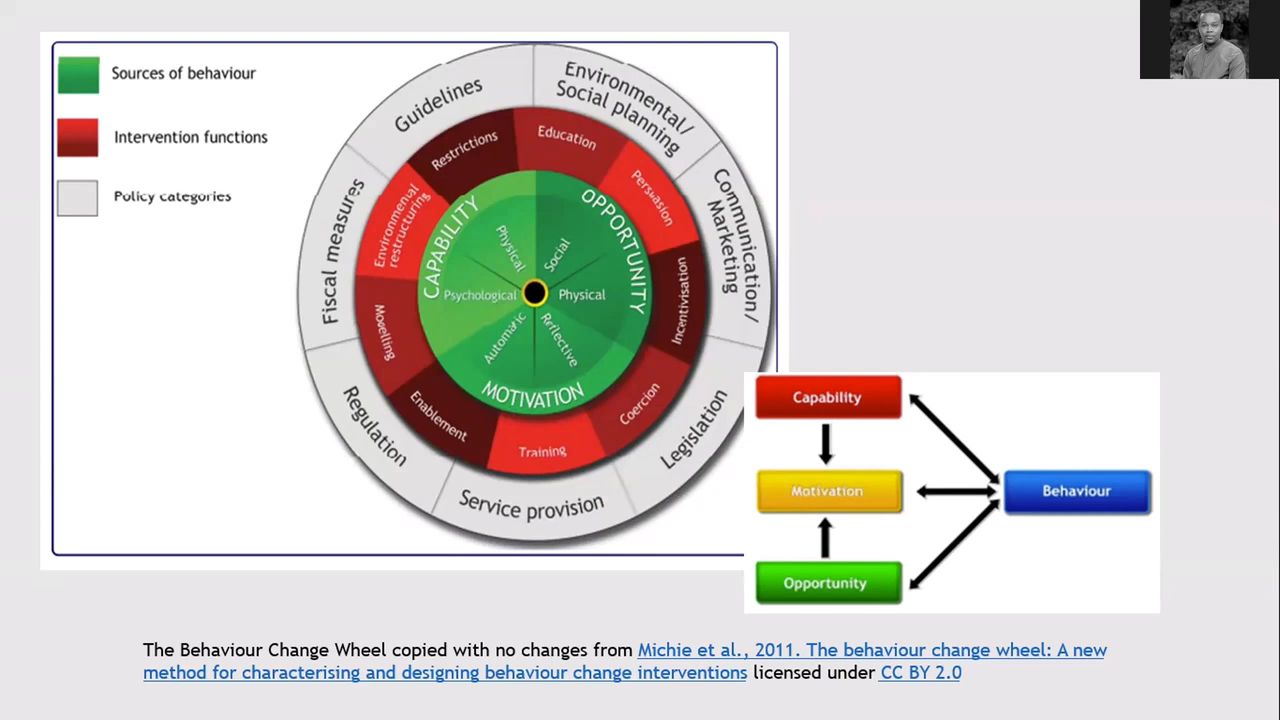 Sources of behaviour
Intervention functions
Policy categories
Guidelines
Environmental/
Social planning
Communication/
Marketing
Legislation
Service provision
Regulation
Fiscal measures
Restrictions
Education
Persuasion
Incentivisation
Coercion
Training
Enablement
Modelling
Environmental
restructuring
CAPABILITY
OPPORTUNITY
MOTIVATION
Physical
Social
Psychological
Physical
Automatic
Reflective
Capability
Motivation
Behaviour
Opportunity
The Behaviour Change Wheel copied with no changes from Michie et al., 2011. The behaviour change wheel: A new
method for characterising and designing behaviour change interventions licensed under CC BY 2.0